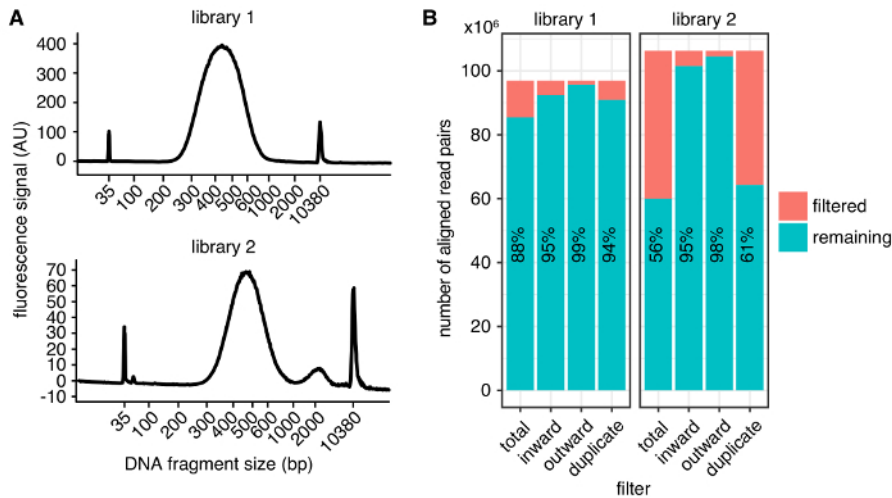 A
library 1
fluorescence signal (AU)
400
300
200
100
0
35
100
200
300
400
500
600
1000
2000
10380
library 2
70
60
50
40
30
20
10
0
-10
35
100
200
300
400
500
600
1000
2000
10380
DNA fragment size (bp)
B
x10⁶
library 1
library 2
number of aligned read pairs
100
80
60
40
20
0
88%
95%
99%
94%
56%
95%
98%
61%
total
inward
outward
duplicate
total
inward
outward
duplicate
filter
filtered
remaining